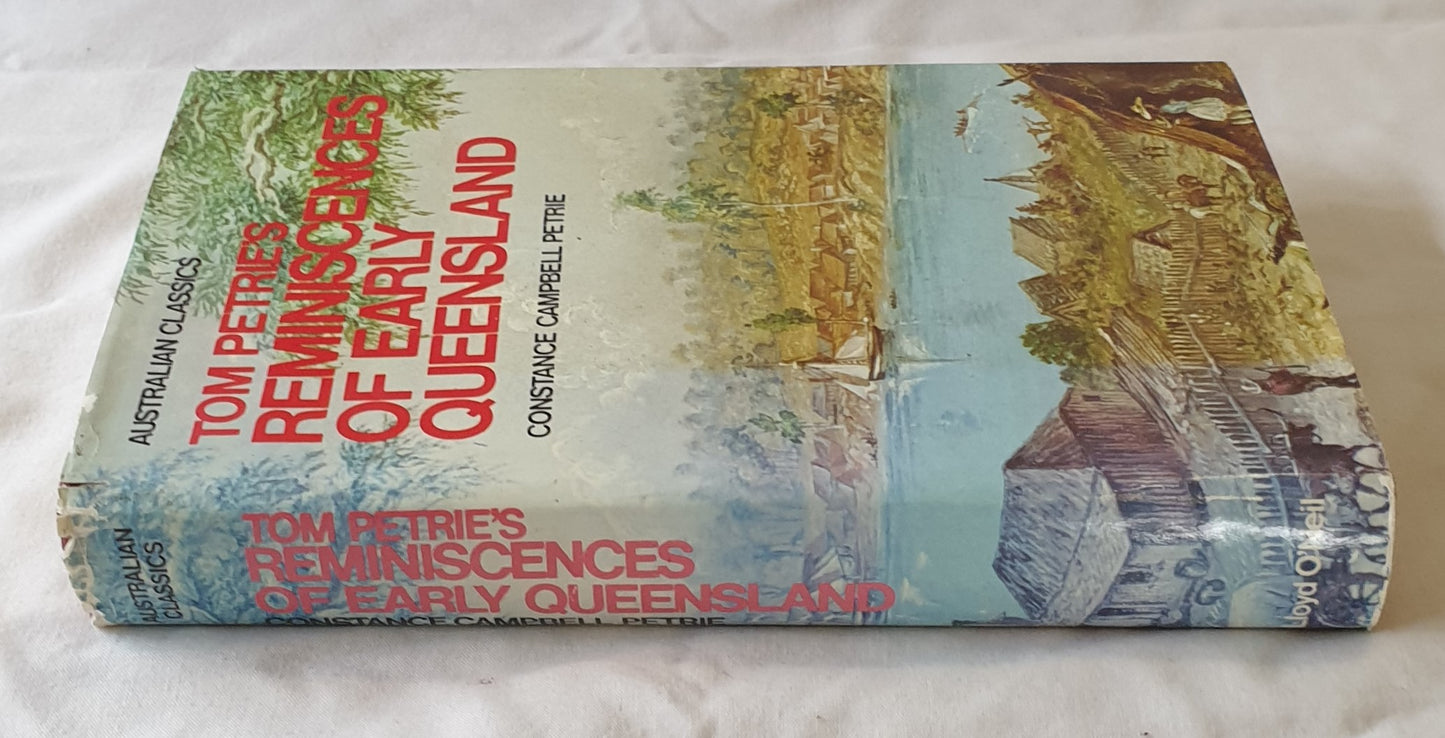 AUSTRALIAN CLASSICS
TOM PETRIE'S
REMINISCENCES
OF EARLY
QUEENSLAND
CONSTANCE CAMPBELL PETRIE
AUSTRALIAN
CLASSICS
TOM PETRIE'S
REMINISCENCES
OF EARLY QUEENSLAND
CONSTANCE CAMPBELL PETRIE
Lloyd O'Neil